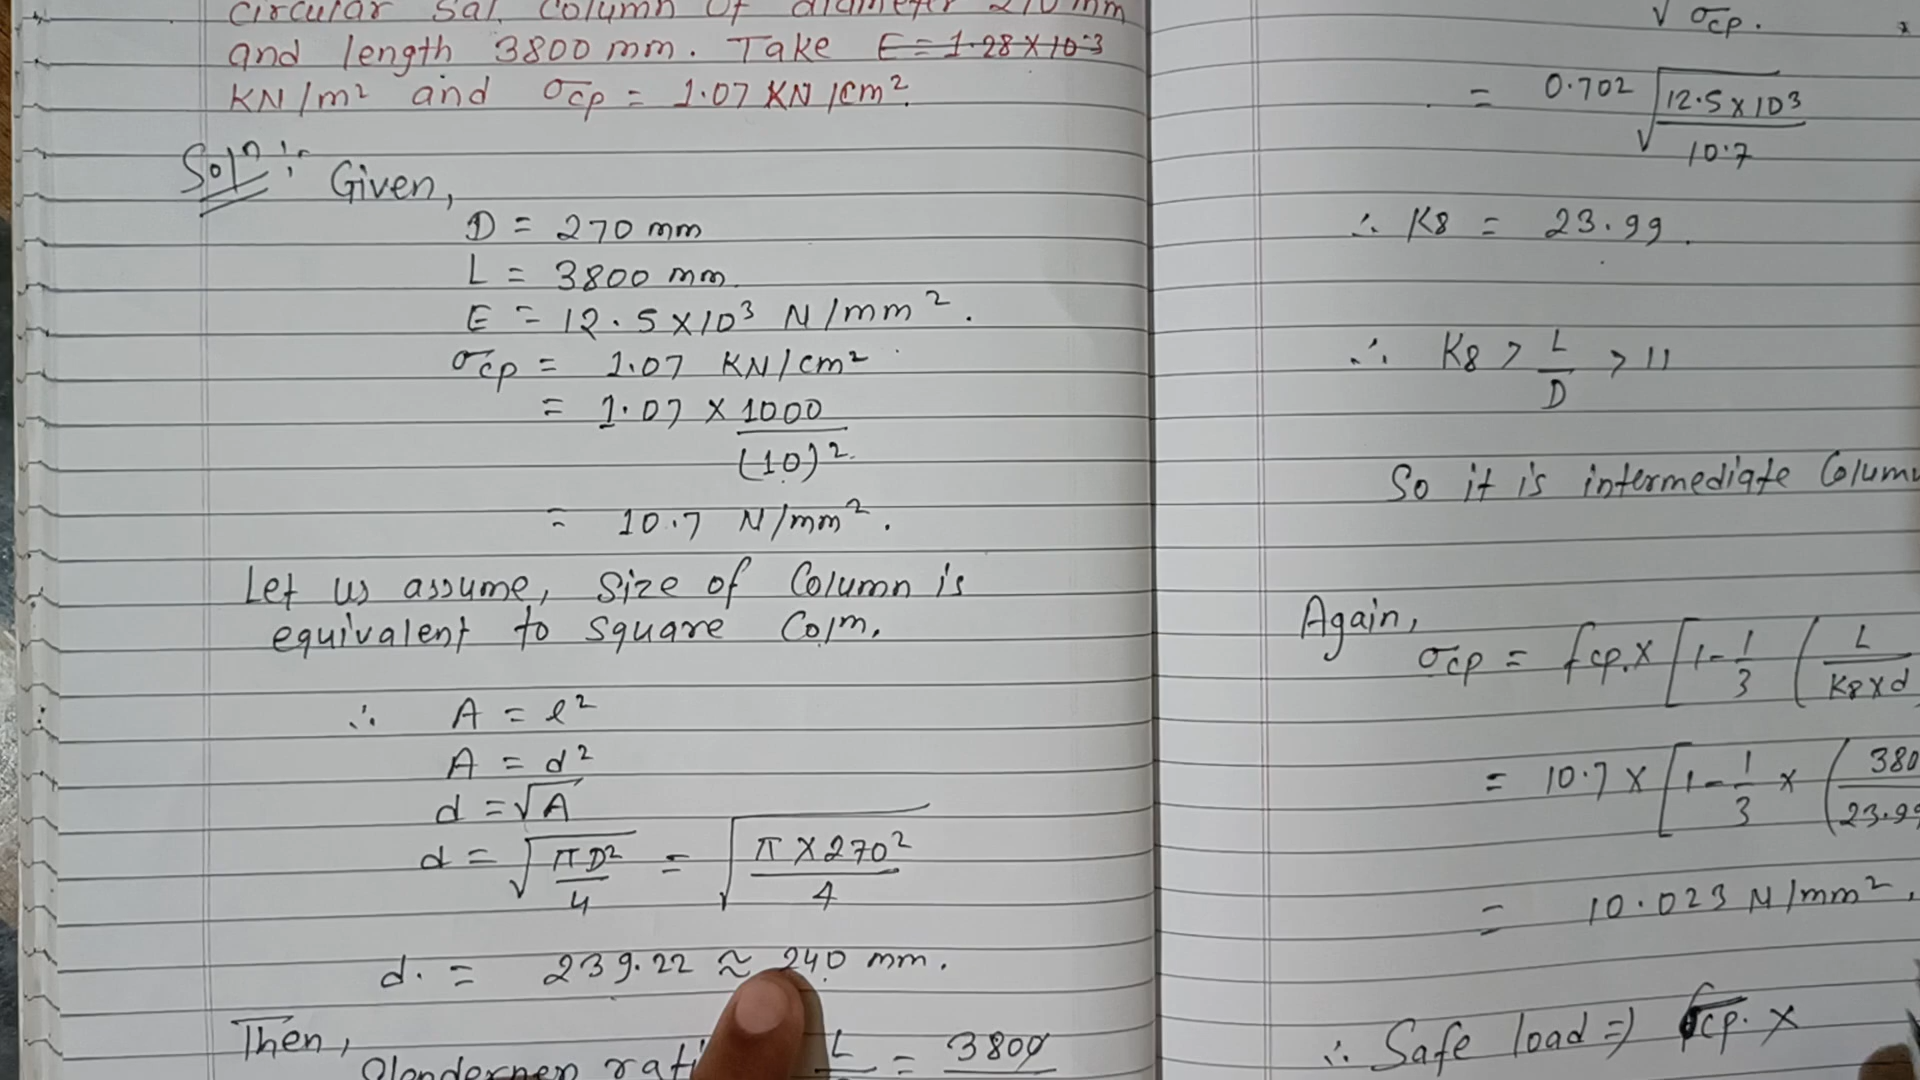 circular Sal Column of diameter 270 mm
and length 3800 mm. Take E = 1.28 × 10^-3
KN/m² and σcp = 1.07 KN/cm².
Solⁿ :-
Given,
D = 270 mm
L = 3800 mm
E = 12.5×10³ N/mm².
σcp = 1.07 KN/cm²
= 1.07 × 1000
(10)²
= 10.7 N/mm².
Let us assume, Size of Column is
equivalent to square Colm.
∴ A = l²
A = d²
d = √A
d = √πD²/4 = √π×270²/4
d. = 239.22 ≈ 240 mm.
Then,
L = 3800
√σcp.
= 0.702 √12.5×10³/10.7
∴ K8 = 23.99.
∴ K8 > L/D > 11
So it is intermediate Colum
Again,
σcp = fcp.× [1-1/3 (L/K8×d
= 10.7 × [1-1/3 × (380/23.99
= 10.023 N/mm²,
∴ Safe load ⇒ σcp. ×